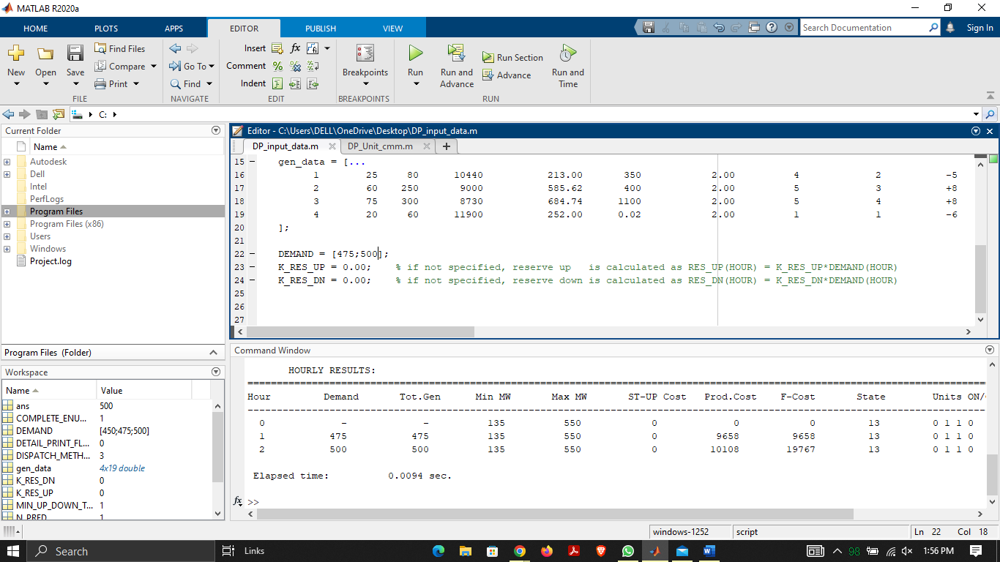 MATLAB R2020a
HOME PLOTS APPS EDITOR PUBLISH VIEW Search Documentation Sign In
New Open Save Find Files Compare Print Go To Find Insert Comment Indent Breakpoints Run Run and Advance Run Section Advance Run and Time
FILE NAVIGATE EDIT BREAKPOINTS RUN
C:
Current Folder
Name
Autodesk
Dell
Intel
PerfLogs
Program Files
Program Files (x86)
Users
Windows
Project.log
Program Files (Folder)
Workspace
Name Value
ans 500
COMPLETE_ENU... 1
DEMAND [450;475;500]
DETAIL_PRINT_FL... 0
DISPATCH_METH... 3
gen_data 4x19 double
K_RES_DN 0
K_RES_UP 0
MIN_UP_DOWN_T... 1
N_PRED 1
Editor - C:\Users\DELL\OneDrive\Desktop\DP_input_data.m
DP_input_data.m DP_Unit_cmm.m
15 – gen_data = [...
16 1 25 80 10440 213.00 350 2.00 4 2 -5
17 2 60 250 9000 585.62 400 2.00 5 3 +8
18 3 75 300 8730 684.74 1100 2.00 5 4 +8
19 4 20 60 11900 252.00 0.02 2.00 1 1 -6
20 ];
21
22 – DEMAND = [475;500];
23 – K_RES_UP = 0.00; % if not specified, reserve up is calculated as RES_UP(HOUR) = K_RES_UP*DEMAND(HOUR)
24 – K_RES_DN = 0.00; % if not specified, reserve down is calculated as RES_DN(HOUR) = K_RES_DN*DEMAND(HOUR)
25
26
27
Command Window
HOURLY RESULTS:
Hour Demand Tot.Gen Min MW Max MW ST-UP Cost Prod.Cost F-Cost State Units ON/
0 - - 135 550 0 0 0 13 0 1 1 0
1 475 475 135 550 0 9658 9658 13 0 1 1 0
2 500 500 135 550 0 10108 19767 13 0 1 1 0
Elapsed time: 0.0094 sec.
fx >>
windows-1252 script Ln 22 Col 18
Search Links 98 1:56 PM